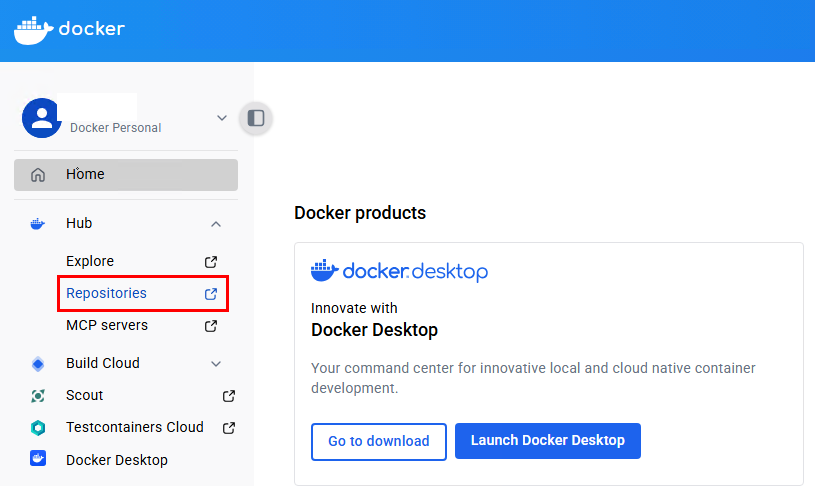 docker
Docker Personal
Home
Hub
Explore
Repositories
MCP servers
Build Cloud
Scout
Testcontainers Cloud
Docker Desktop
Docker products
docker desktop
Innovate with
Docker Desktop
Your command center for innovative local and cloud native container
development.
Go to download
Launch Docker Desktop